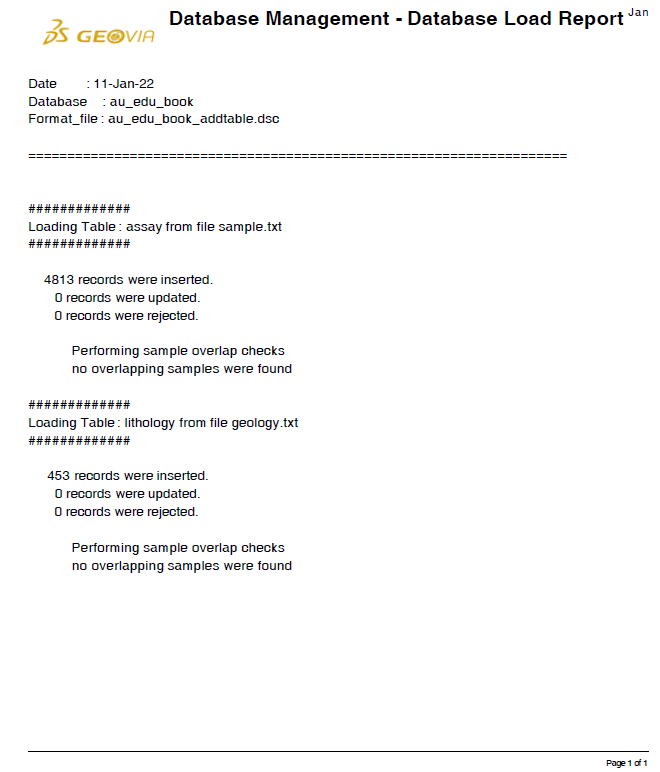 Database Management - Database Load Report Jan
3S GEOVIA
Date : 11-Jan-22
Database : au_edu_book
Format_file : au_edu_book_addtable.dsc
=====================================================================
#############
Loading Table : assay from file sample.txt
#############
4813 records were inserted.
0 records were updated.
0 records were rejected.
Performing sample overlap checks
no overlapping samples were found
#############
Loading Table : lithology from file geology.txt
#############
453 records were inserted.
0 records were updated.
0 records were rejected.
Performing sample overlap checks
no overlapping samples were found
Page 1 of 1